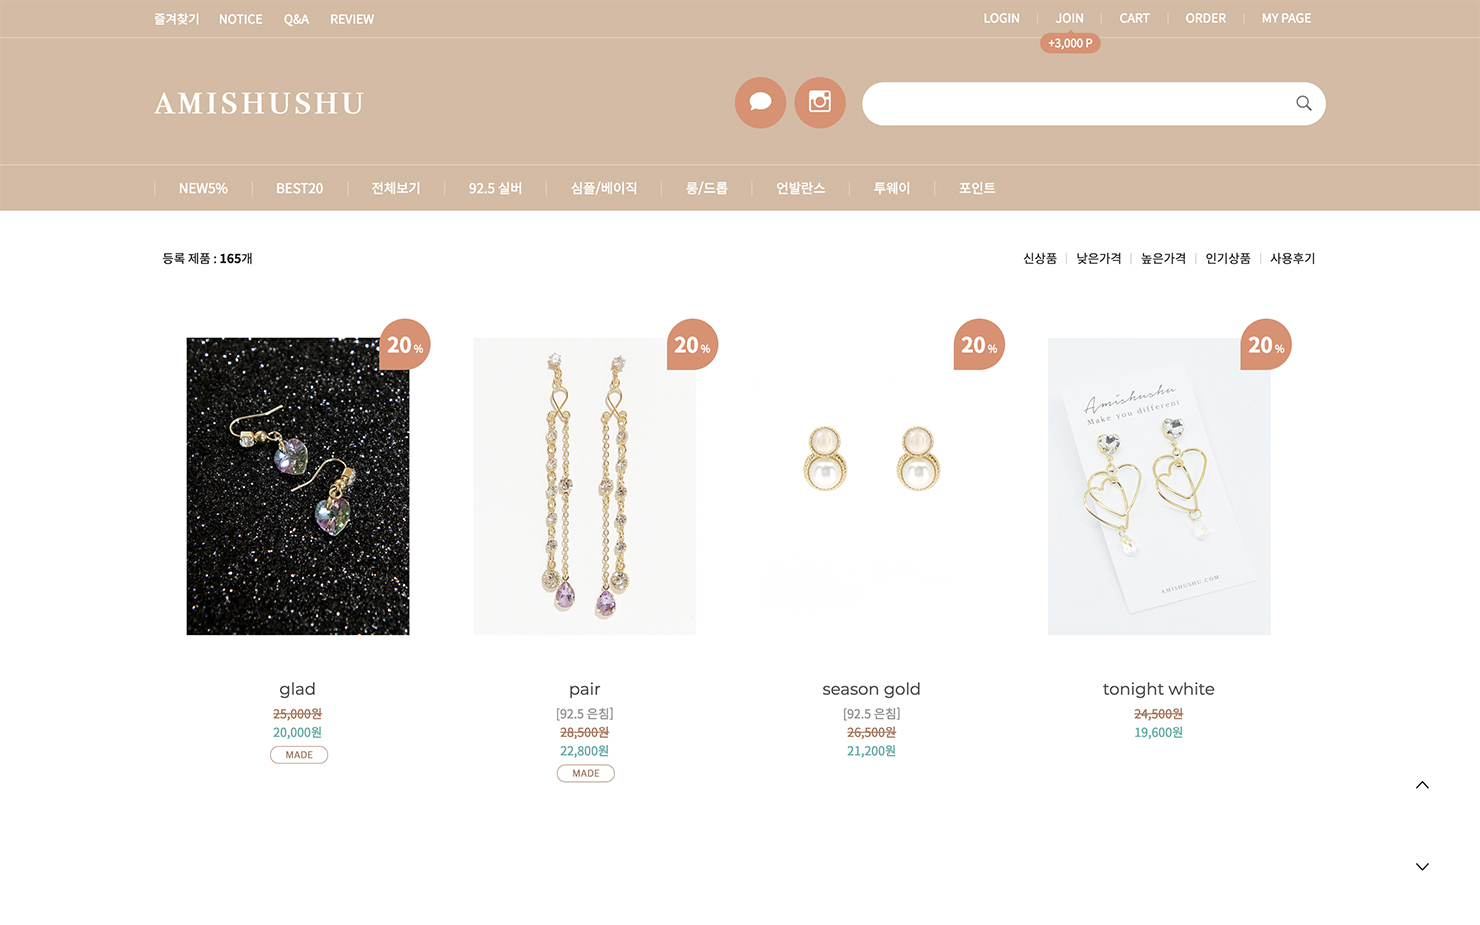 즐겨찾기 NOTICE Q&A REVIEW
LOGIN JOIN CART ORDER MY PAGE
+3,000 P
AMISHUSHU
NEW5% BEST20 전체보기 92.5 실버 심플/베이직 롱/드롭 언발란스 투웨이 포인트
등록 제품 : 165개
신상품 낮은가격 높은가격 인기상품 사용후기
20%
20%
20%
20%
Amishushu
Make you different
AMISHUSHU.COM
glad
25,000원
20,000원
MADE
pair
[92.5 은침]
28,500원
22,800원
MADE
season gold
[92.5 은침]
26,500원
21,200원
tonight white
24,500원
19,600원